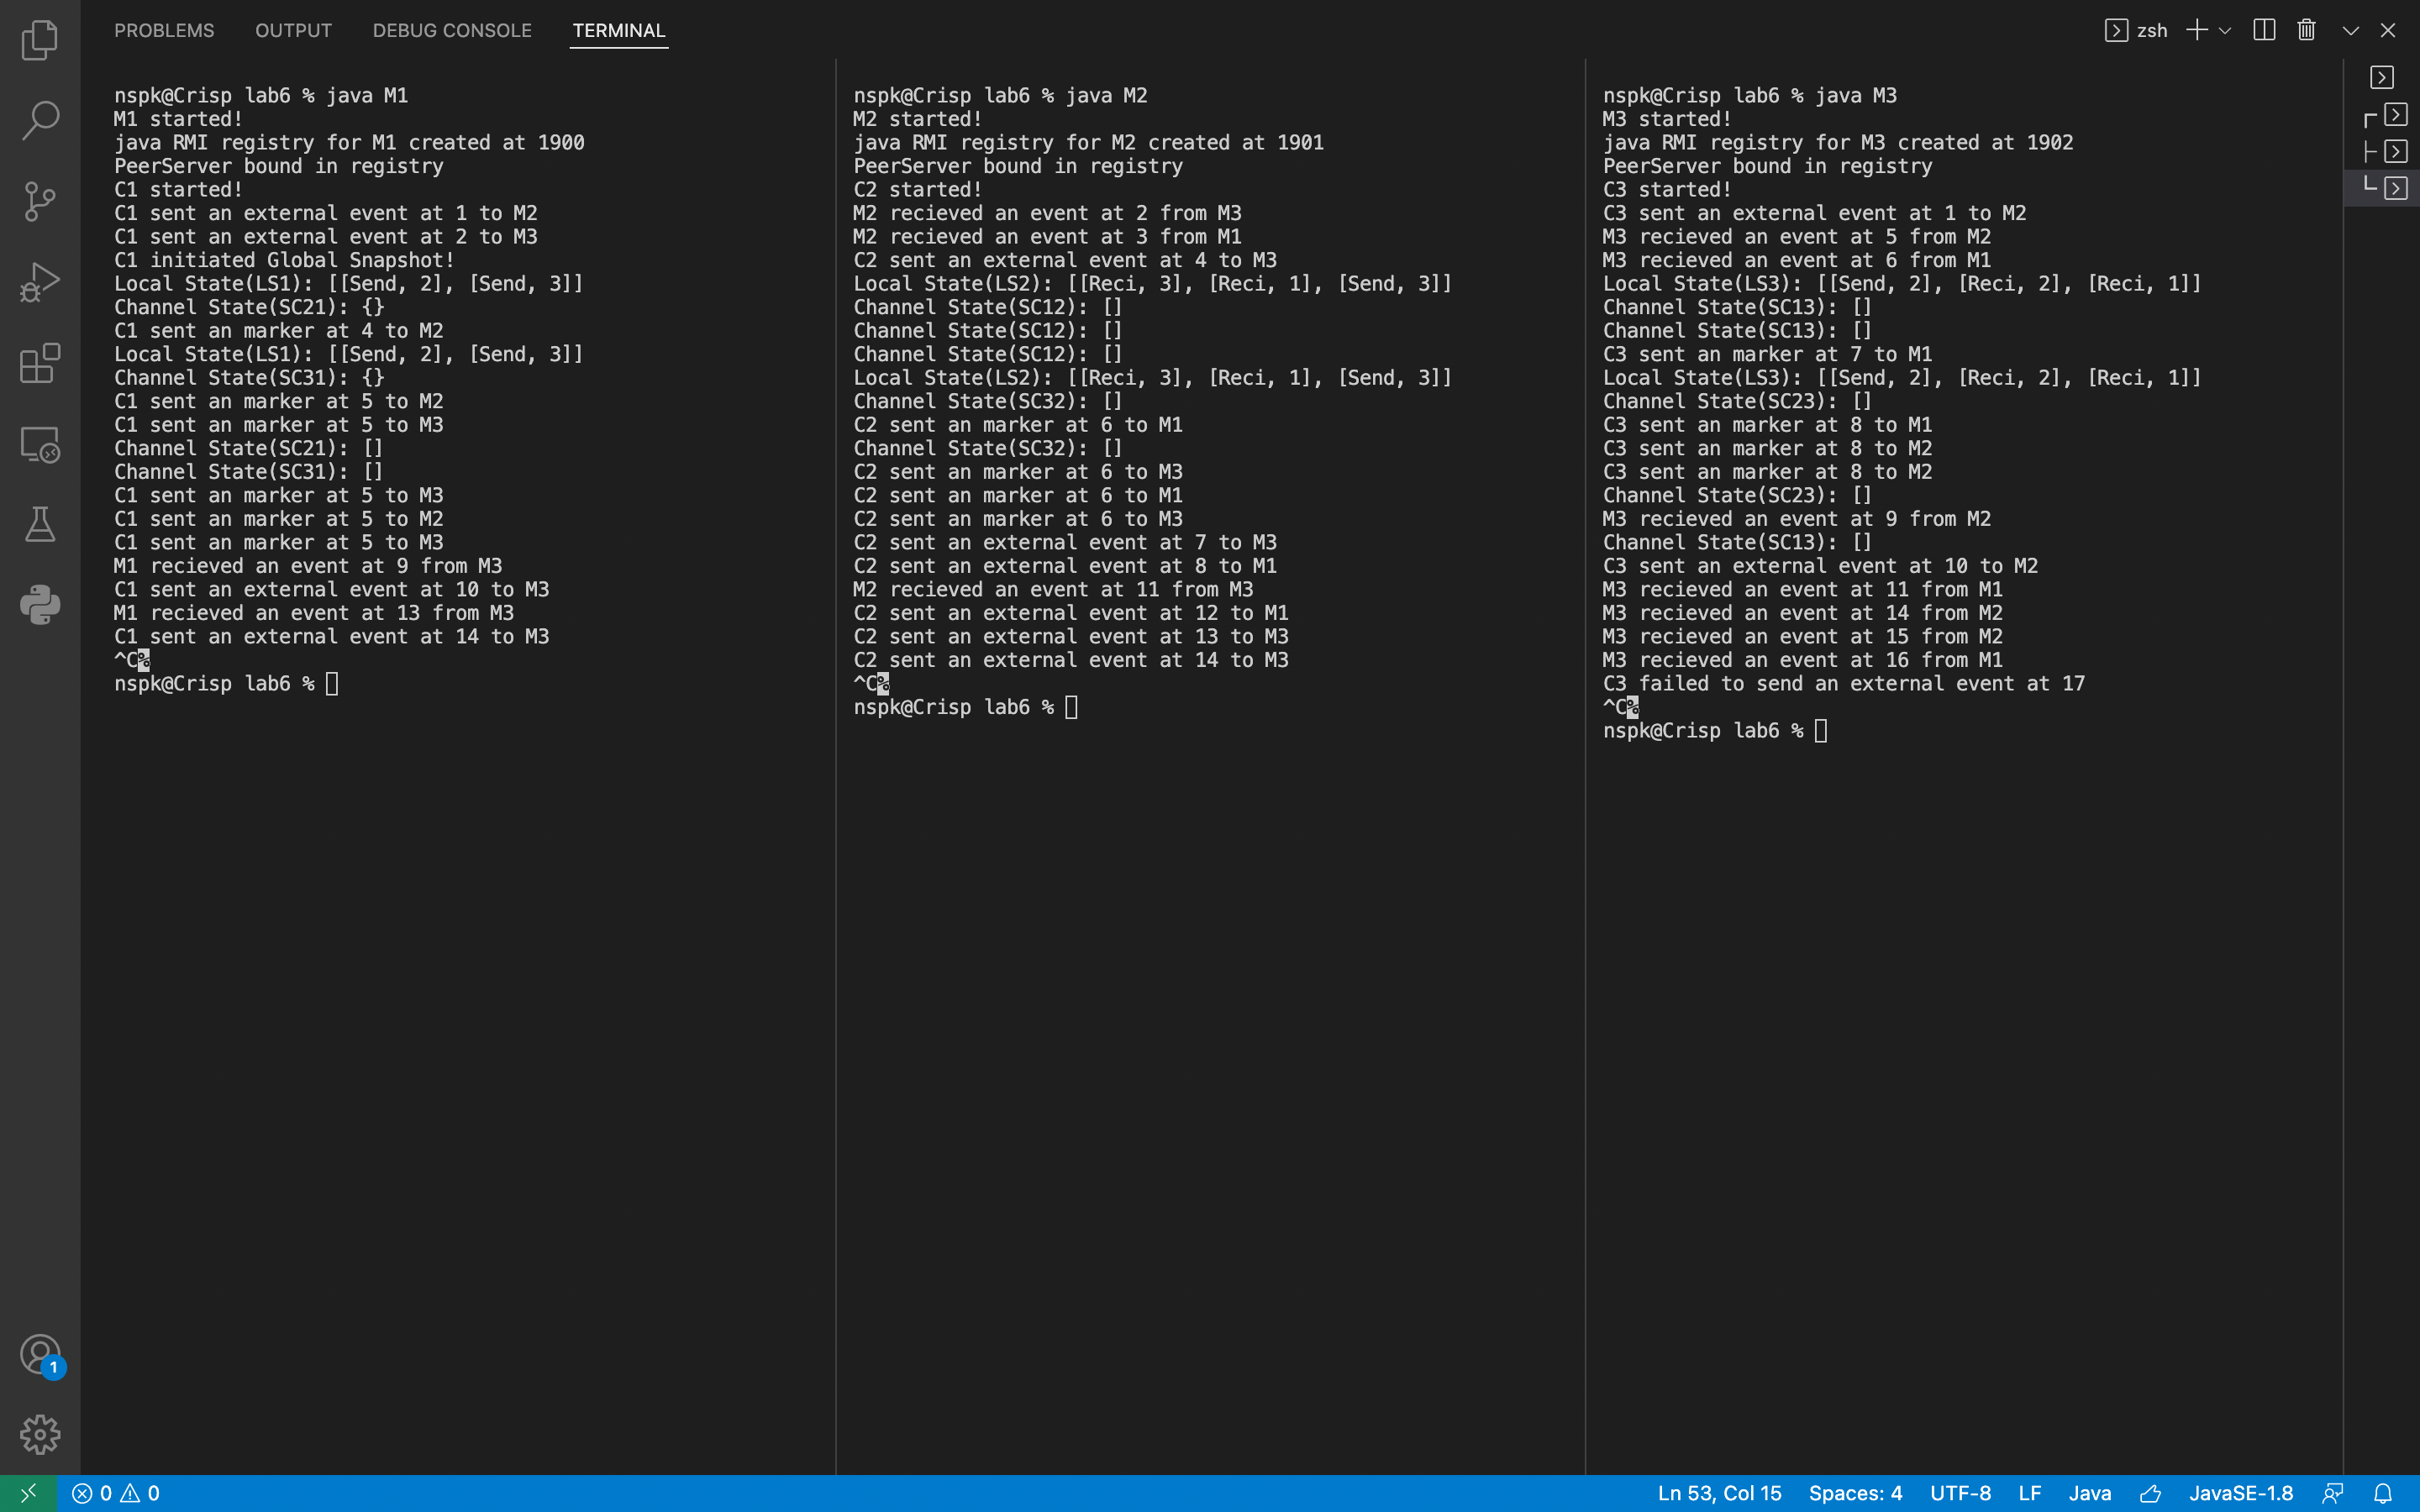 PROBLEMS OUTPUT DEBUG CONSOLE TERMINAL
zsh
nspk@Crisp lab6 % java M1
M1 started!
java RMI registry for M1 created at 1900
PeerServer bound in registry
C1 started!
C1 sent an external event at 1 to M2
C1 sent an external event at 2 to M3
C1 initiated Global Snapshot!
Local State(LS1): [[Send, 2], [Send, 3]]
Channel State(SC21): {}
C1 sent an marker at 4 to M2
Local State(LS1): [[Send, 2], [Send, 3]]
Channel State(SC31): {}
C1 sent an marker at 5 to M2
C1 sent an marker at 5 to M3
Channel State(SC21): []
Channel State(SC31): []
C1 sent an marker at 5 to M3
C1 sent an marker at 5 to M2
C1 sent an marker at 5 to M3
M1 recieved an event at 9 from M3
C1 sent an external event at 10 to M3
M1 recieved an event at 13 from M3
C1 sent an external event at 14 to M3
^C%
nspk@Crisp lab6 %
nspk@Crisp lab6 % java M2
M2 started!
java RMI registry for M2 created at 1901
PeerServer bound in registry
C2 started!
M2 recieved an event at 2 from M3
M2 recieved an event at 3 from M1
C2 sent an external event at 4 to M3
Local State(LS2): [[Reci, 3], [Reci, 1], [Send, 3]]
Channel State(SC12): []
Channel State(SC12): []
Channel State(SC12): []
Local State(LS2): [[Reci, 3], [Reci, 1], [Send, 3]]
Channel State(SC32): []
C2 sent an marker at 6 to M1
Channel State(SC32): []
C2 sent an marker at 6 to M3
C2 sent an marker at 6 to M1
C2 sent an marker at 6 to M3
C2 sent an external event at 7 to M3
C2 sent an external event at 8 to M1
M2 recieved an event at 11 from M3
C2 sent an external event at 12 to M1
C2 sent an external event at 13 to M3
C2 sent an external event at 14 to M3
^C%
nspk@Crisp lab6 %
nspk@Crisp lab6 % java M3
M3 started!
java RMI registry for M3 created at 1902
PeerServer bound in registry
C3 started!
C3 sent an external event at 1 to M2
M3 recieved an event at 5 from M2
M3 recieved an event at 6 from M1
Local State(LS3): [[Send, 2], [Reci, 2], [Reci, 1]]
Channel State(SC13): []
Channel State(SC13): []
C3 sent an marker at 7 to M1
Local State(LS3): [[Send, 2], [Reci, 2], [Reci, 1]]
Channel State(SC23): []
C3 sent an marker at 8 to M1
C3 sent an marker at 8 to M2
C3 sent an marker at 8 to M2
Channel State(SC23): []
M3 recieved an event at 9 from M2
Channel State(SC13): []
C3 sent an external event at 10 to M2
M3 recieved an event at 11 from M1
M3 recieved an event at 14 from M2
M3 recieved an event at 15 from M2
M3 recieved an event at 16 from M1
C3 failed to send an external event at 17
^C%
nspk@Crisp lab6 %
1
0 0
Ln 53, Col 15 Spaces: 4 UTF-8 LF Java JavaSE-1.8